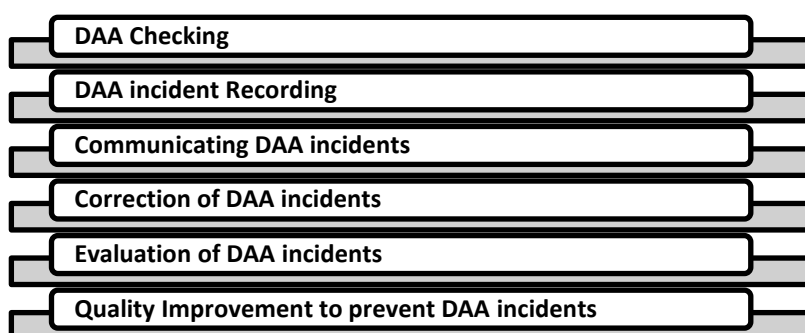 DAA Checking
DAA incident Recording
Communicating DAA incidents
Correction of DAA incidents
Evaluation of DAA incidents
Quality Improvement to prevent DAA incidents